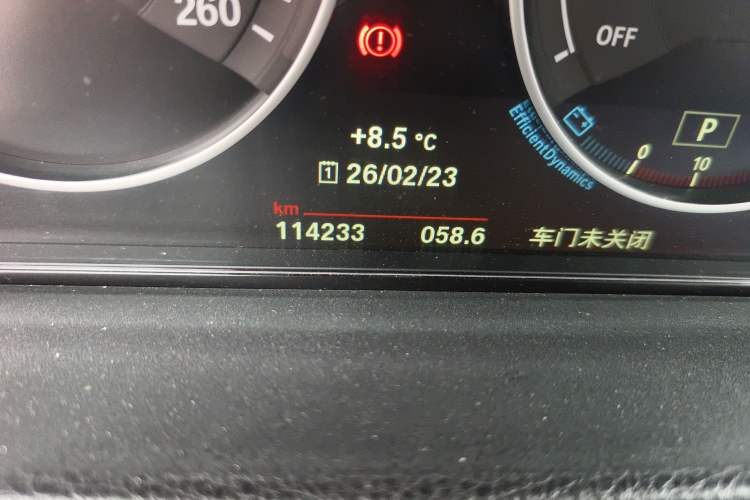 260
OFF
+8.5 °C
1 26/02/23
EfficientDynamics
P
0
10
km
114233 058.6 车门未关闭